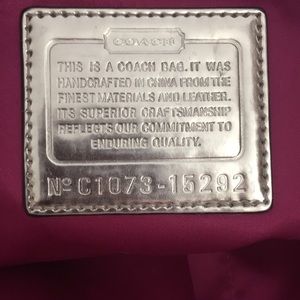 COACH
THIS IS A COACH BAG. IT WAS
HANDCRAFTED IN CHINA FROM THE
FINEST MATERIALS AND LEATHER.
ITS SUPERIOR CRAFTSMANSHIP
REFLECTS OUR COMMITMENT TO
ENDURING QUALITY.
Nº C1073-15292